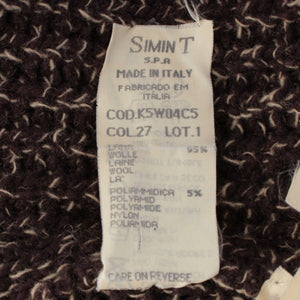 SIMINT
S.P.A
MADE IN ITALY
FABRICADO EM
ITALIA
COD.K5W04C5
COL.27 LOT.1
LANA 95%
WOLLE
LAINE
WOOL
LA
POLIAMMIDICA 5%
POLYAMID
POLYAMIDE
NYLON
POLIAMIDA
CARE ON REVERSE